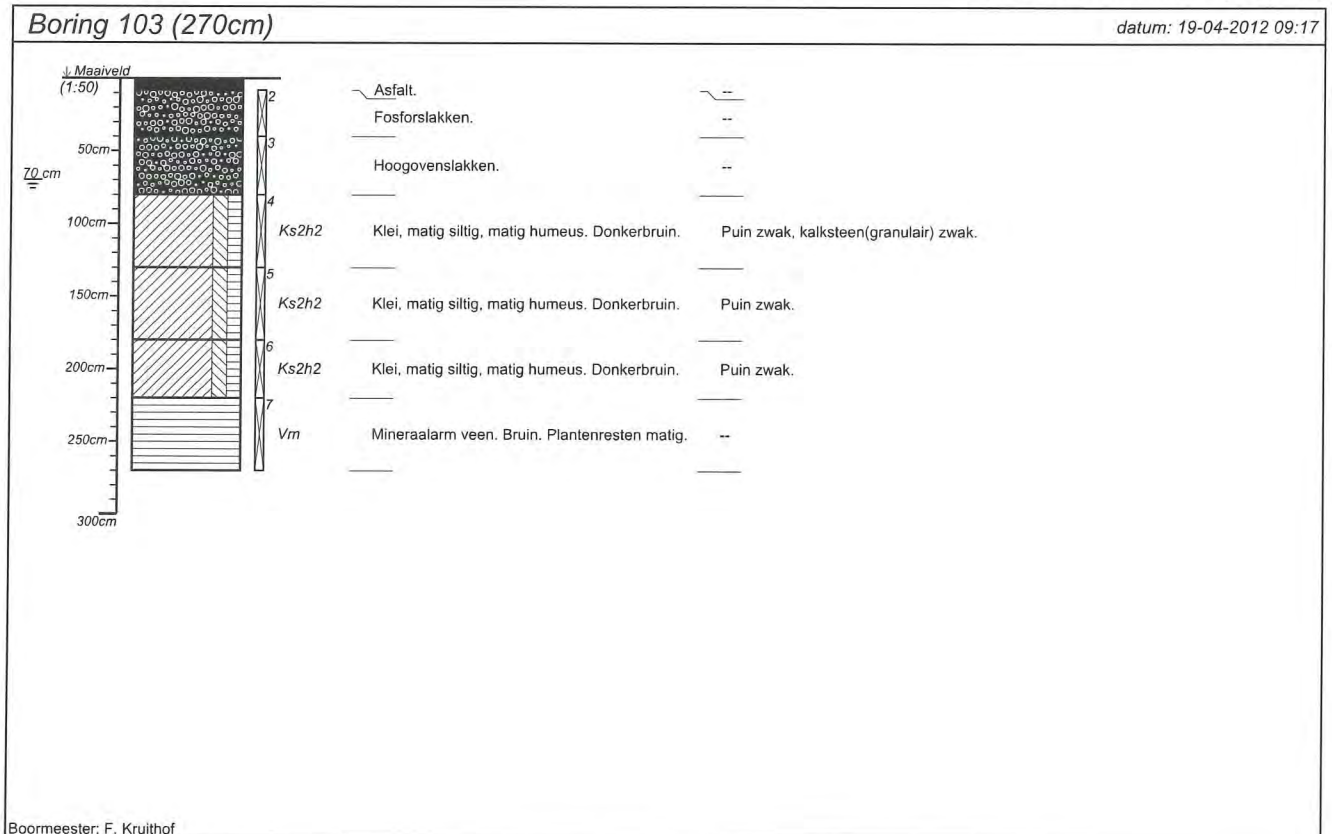 Boring 103 (270cm) datum: 19-04-2012 09:17
↓ Maaiveld
(1:50)
2 Asfalt. --
Fosforslakken. --
3
50cm
70 cm Hoogovenslakken. --
4
100cm Ks2h2 Klei, matig siltig, matig humeus. Donkerbruin. Puin zwak, kalksteen(granulair) zwak.
5
150cm Ks2h2 Klei, matig siltig, matig humeus. Donkerbruin. Puin zwak.
6
200cm Ks2h2 Klei, matig siltig, matig humeus. Donkerbruin. Puin zwak.
7
250cm Vm Mineraalarm veen. Bruin. Plantenresten matig. --
300cm
Boormeester: F. Kruithof